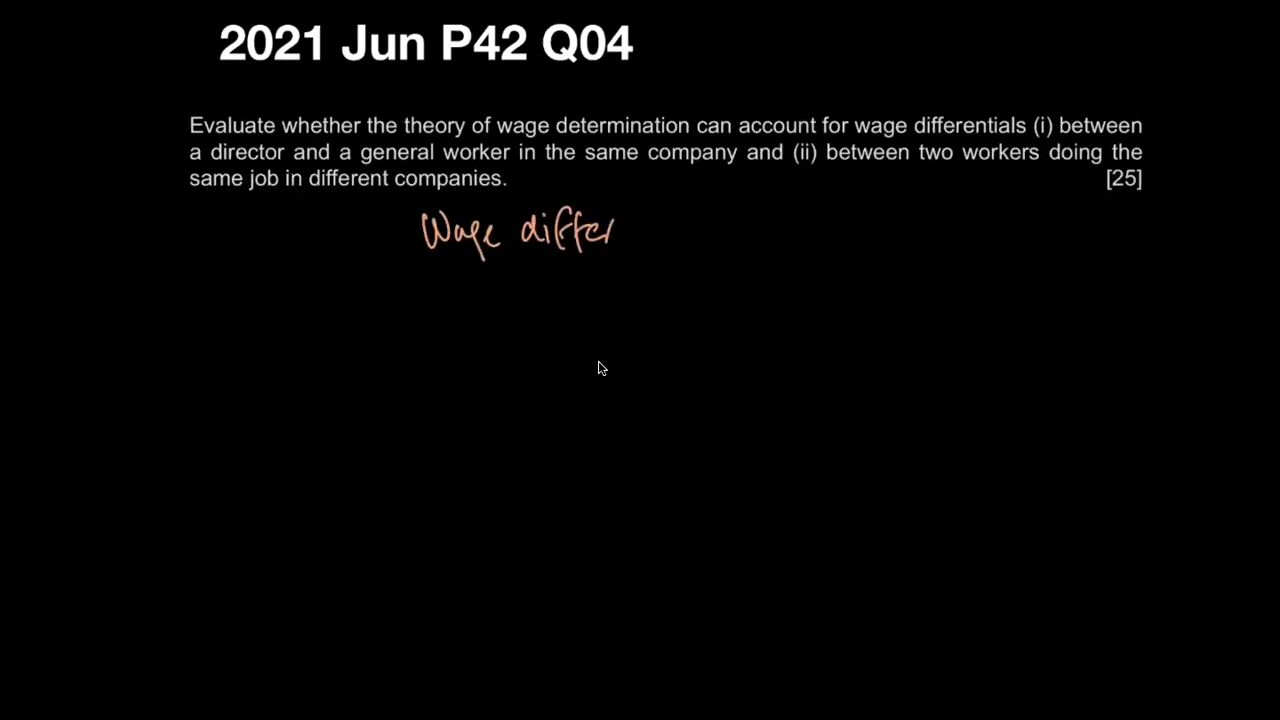 2021 Jun P42 Q04
Evaluate whether the theory of wage determination can account for wage differentials (i) between
a director and a general worker in the same company and (ii) between two workers doing the
same job in different companies. [25]
Wage differ